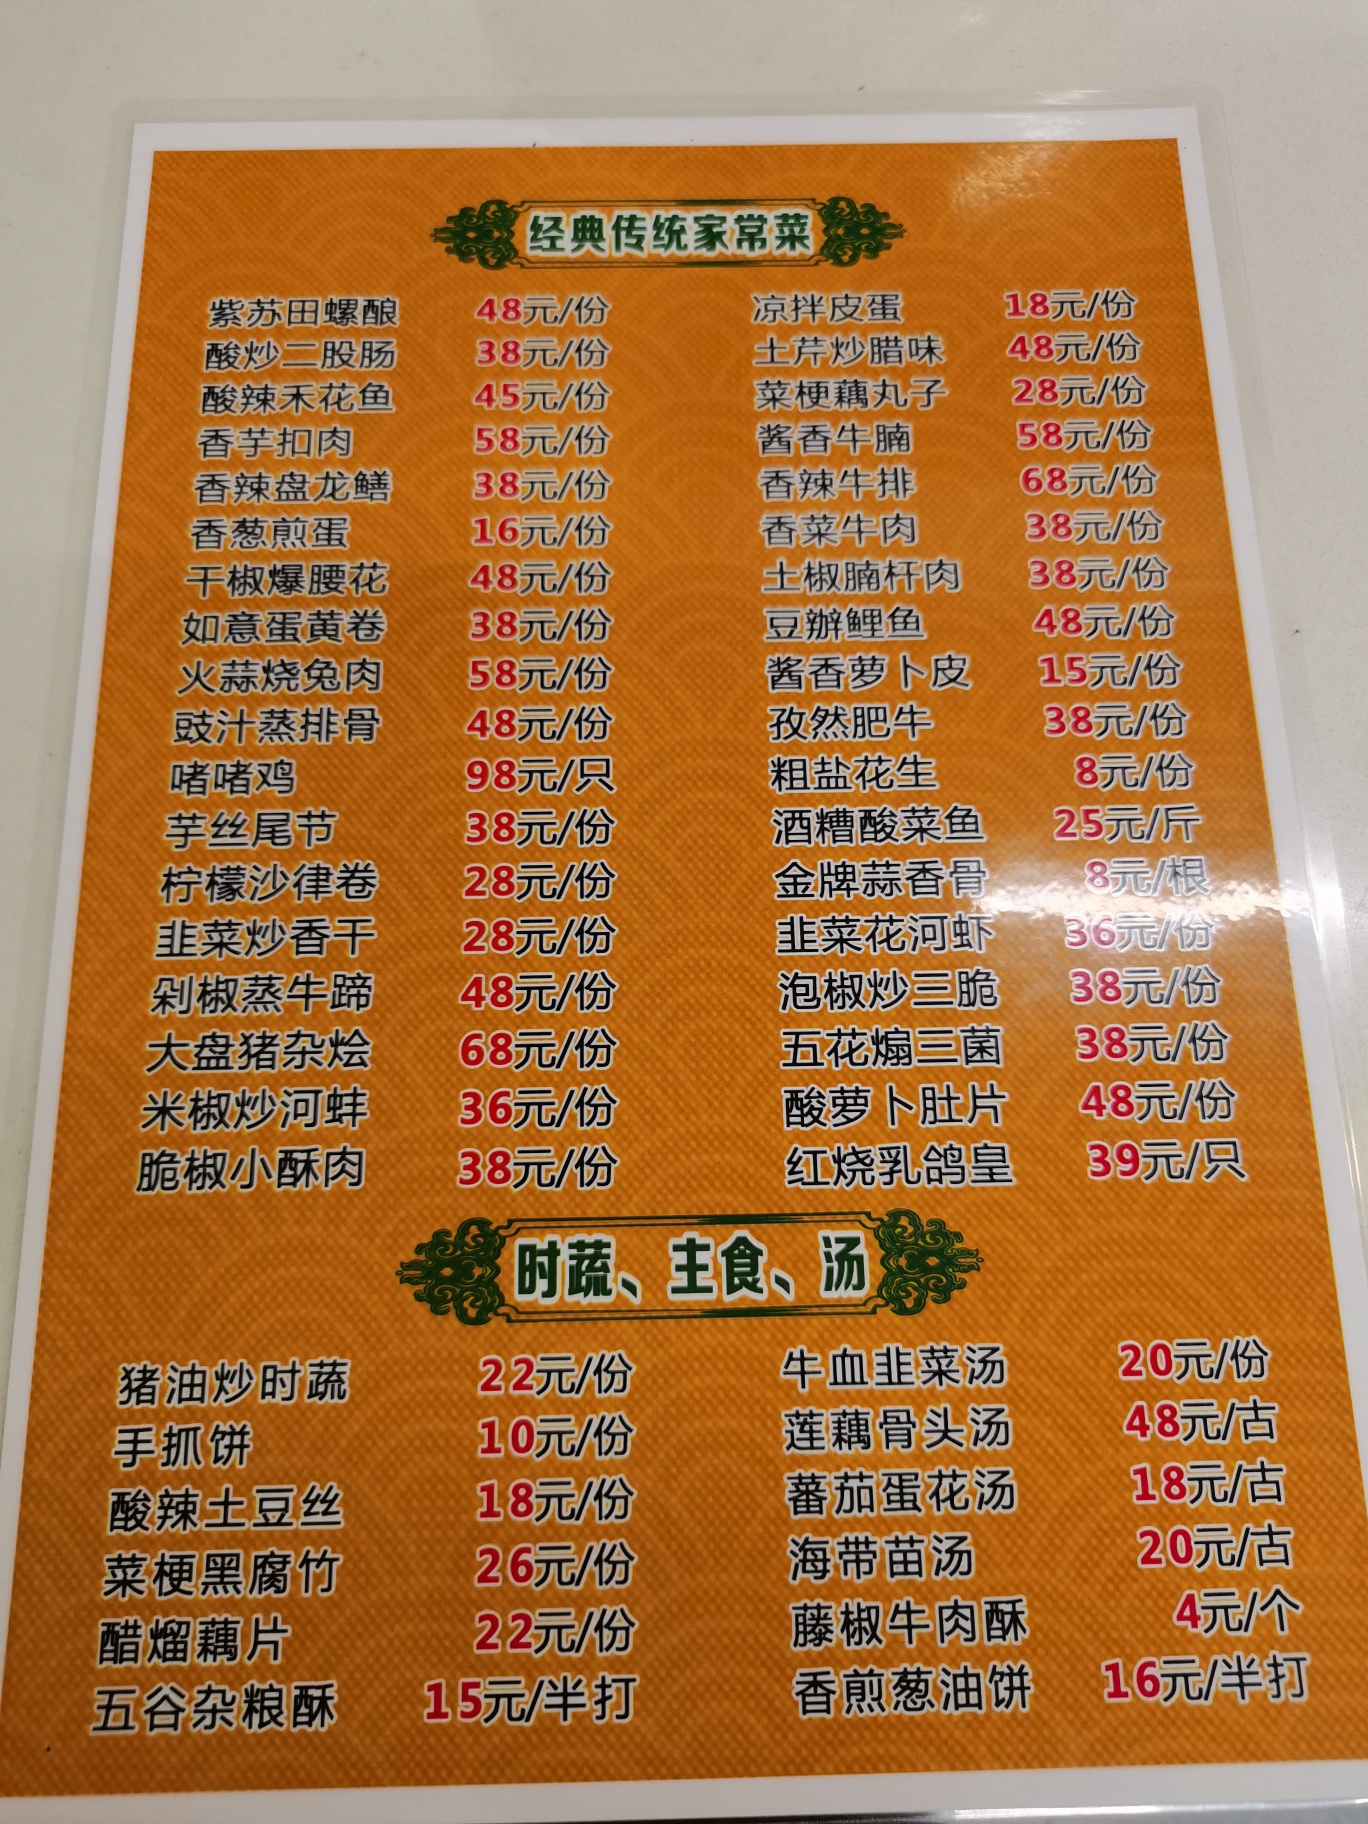 经典传统家常菜
紫苏田螺酿 48元/份
酸炒二股肠 38元/份
酸辣禾花鱼 45元/份
香芋扣肉 58元/份
香辣盘龙鳝 38元/份
香葱煎蛋 16元/份
干椒爆腰花 48元/份
如意蛋黄卷 38元/份
火蒜烧兔肉 58元/份
豉汁蒸排骨 48元/份
啫啫鸡 98元/只
芋丝尾节 38元/份
柠檬沙律卷 28元/份
韭菜炒香干 28元/份
剁椒蒸牛蹄 48元/份
大盘猪杂烩 68元/份
米椒炒河蚌 36元/份
脆椒小酥肉 38元/份
凉拌皮蛋 18元/份
土芹炒腊味 48元/份
菜梗藕丸子 28元/份
酱香牛腩 58元/份
香辣牛排 68元/份
香菜牛肉 38元/份
土椒腩杆肉 38元/份
豆瓣鲤鱼 48元/份
酱香萝卜皮 15元/份
孜然肥牛 38元/份
粗盐花生 8元/份
酒糟酸菜鱼 25元/斤
金牌蒜香骨 8元/根
韭菜花河虾 36元/份
泡椒炒三脆 38元/份
五花煸三菌 38元/份
酸萝卜肚片 48元/份
红烧乳鸽皇 39元/只
时蔬、主食、汤
猪油炒时蔬 22元/份
手抓饼 10元/份
酸辣土豆丝 18元/份
菜梗黑腐竹 26元/份
醋熘藕片 22元/份
五谷杂粮酥 15元/半打
牛血韭菜汤 20元/份
莲藕骨头汤 48元/古
蕃茄蛋花汤 18元/古
海带苗汤 20元/古
藤椒牛肉酥 4元/个
香煎葱油饼 16元/半打